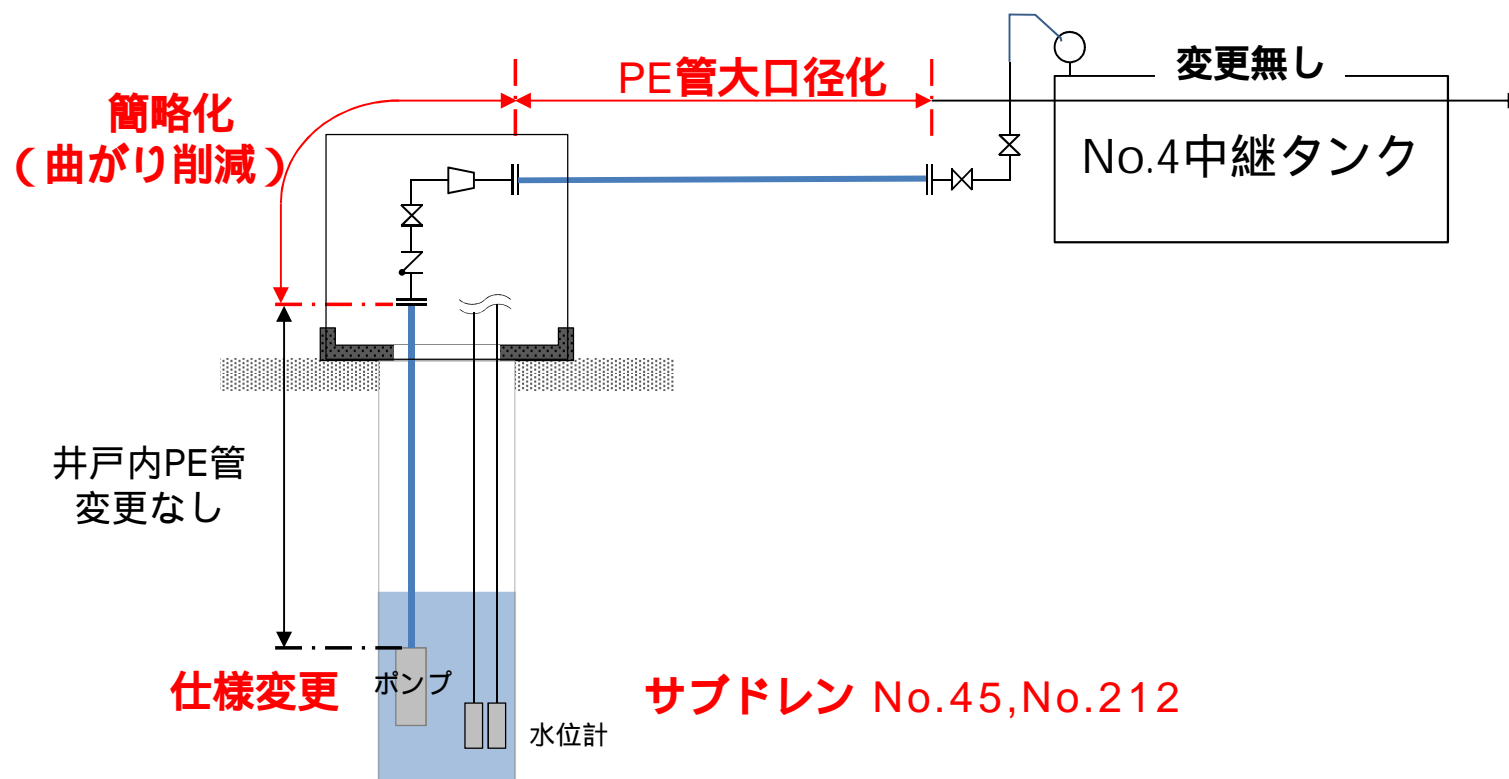 変更無し
PE管大口径化
簡略化
（曲がり削減）
No.4中継タンク
井戸内PE管
変更なし
仕様変更
ポンプ
サブドレン No.45,No.212
水位計